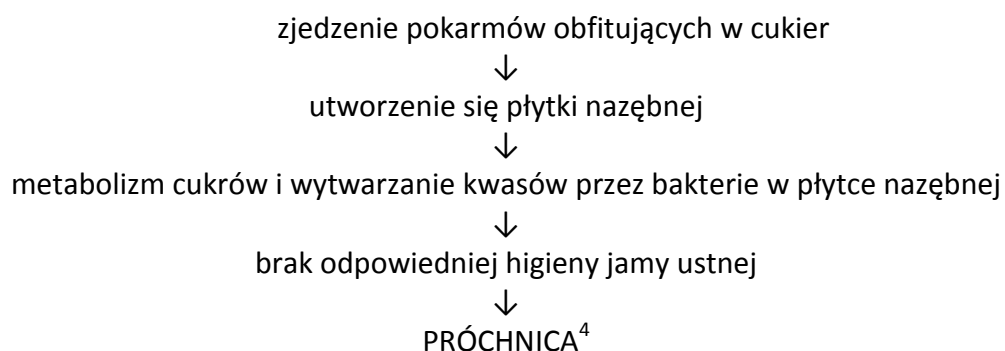 zjedzenie pokarmów obfitujących w cukier
↓
utworzenie się płytki nazębnej
↓
metabolizm cukrów i wytwarzanie kwasów przez bakterie w płytce nazębnej
↓
brak odpowiedniej higieny jamy ustnej
↓
PRÓCHNICA⁴